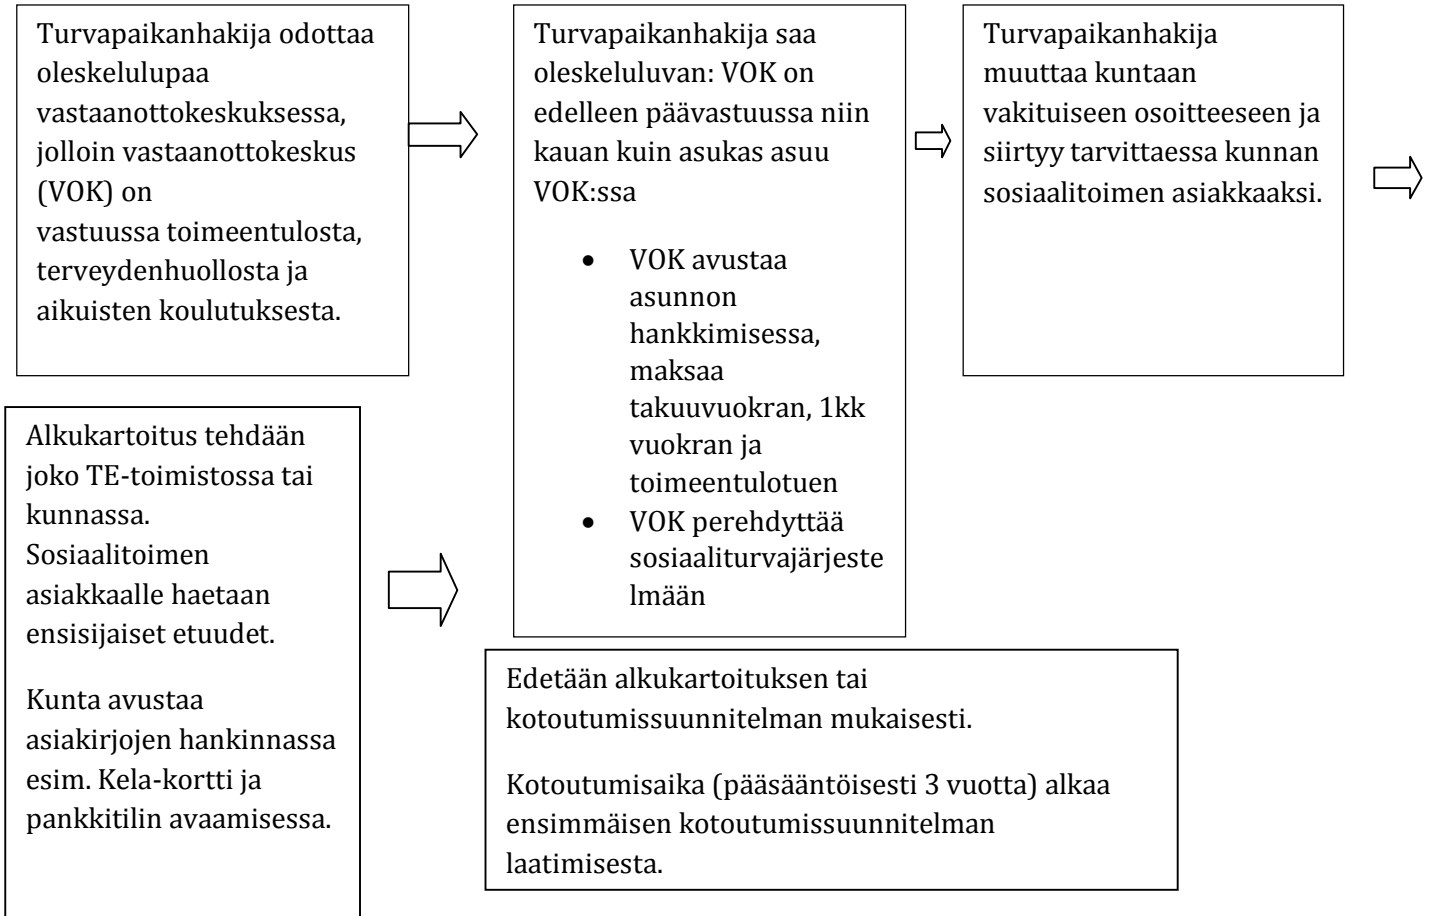 Turvapaikanhakija odottaa
oleskelulupaa
vastaanottokeskuksessa,
jolloin vastaanottokeskus
(VOK) on
vastuussa toimeentulosta,
terveydenhuollosta ja
aikuisten koulutuksesta.
Turvapaikanhakija saa
oleskeluluvan: VOK on
edelleen päävastuussa niin
kauan kuin asukas asuu
VOK:ssa
• VOK avustaa
asunnon
hankkimisessa,
maksaa
takuuvuokran, 1kk
vuokran ja
toimeentulotuen
• VOK perehdyttää
sosiaaliturvajärjeste
lmään
Turvapaikanhakija
muuttaa kuntaan
vakituiseen osoitteeseen ja
siirtyy tarvittaessa kunnan
sosiaalitoimen asiakkaaksi.
Alkukartoitus tehdään
joko TE-toimistossa tai
kunnassa.
Sosiaalitoimen
asiakkaalle haetaan
ensisijaiset etuudet.
Kunta avustaa
asiakirjojen hankinnassa
esim. Kela-kortti ja
pankkitilin avaamisessa.
Edetään alkukartoituksen tai
kotoutumissuunnitelman mukaisesti.
Kotoutumisaika (pääsääntöisesti 3 vuotta) alkaa
ensimmäisen kotoutumissuunnitelman
laatimisesta.